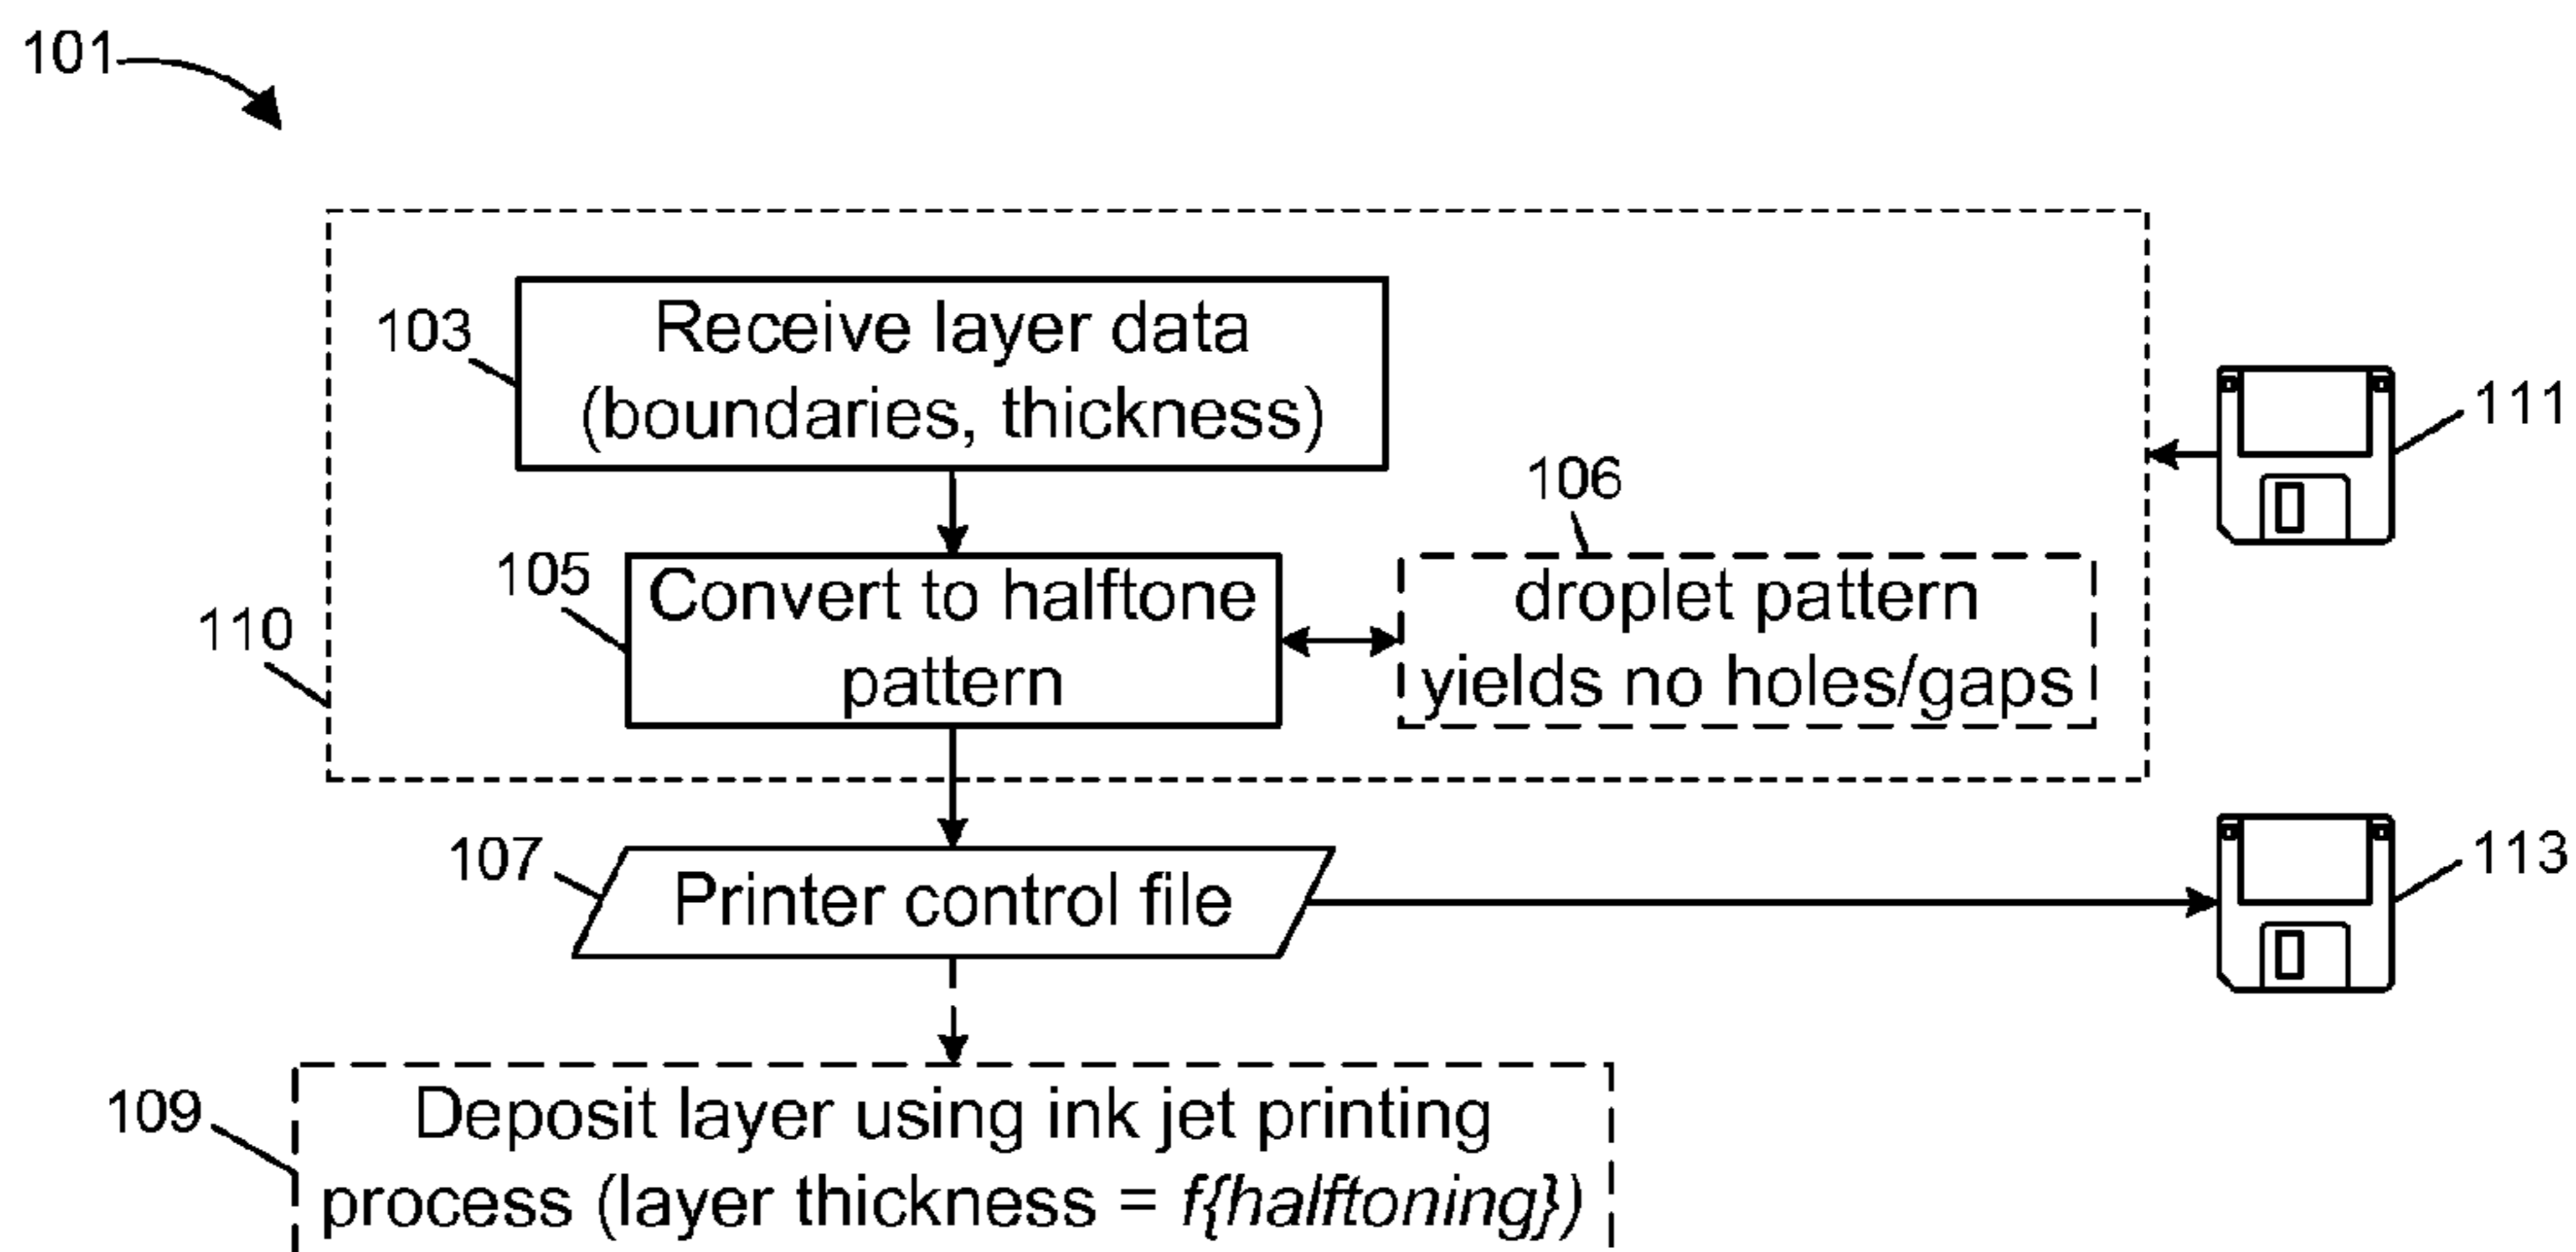 101
103
Receive layer data
(boundaries, thickness)
111
106
105
Convert to halftone
pattern
droplet pattern
yields no holes/gaps
110
107
Printer control file
113
109
Deposit layer using ink jet printing
process (layer thickness = f{halftoning})